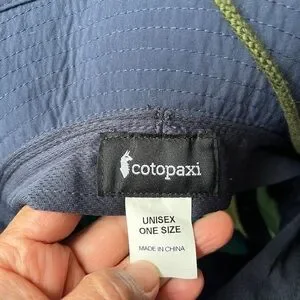 cotopaxi
UNISEX
ONE SIZE
MADE IN CHINA